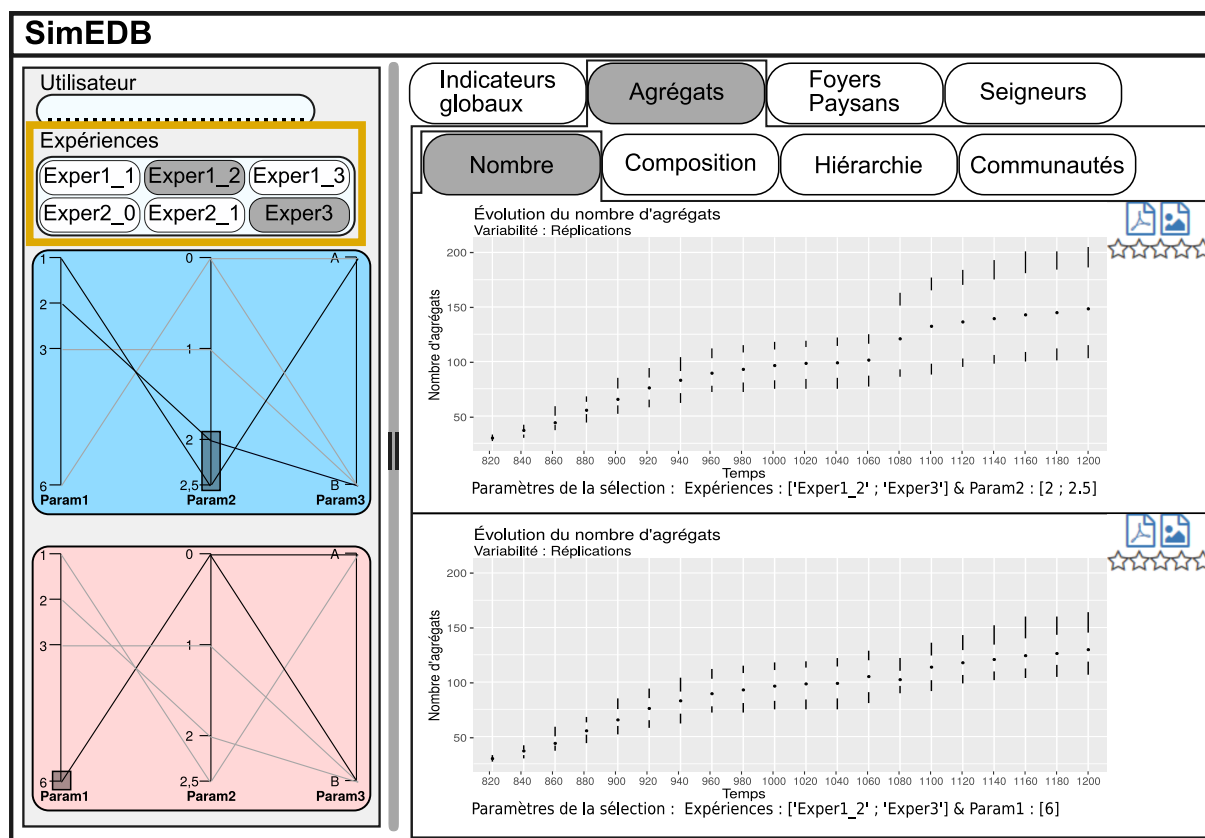 SimEDB
Utilisateur
Expériences
Exper1_1 Exper1_2 Exper1_3
Exper2_0 Exper2_1 Exper3
1 0 A
2
3 1
2
6 2,5 B
Param1 Param2 Param3
1 0 A
2
3 1
2
6 2,5 B
Param1 Param2 Param3
Indicateurs globaux Agrégats Foyers Paysans Seigneurs
Nombre Composition Hiérarchie Communautés
Évolution du nombre d'agrégats
Variabilité : Réplications
Nombre d'agrégats
200
150
100
50
820 840 860 880 900 920 940 960 980 1000 1020 1040 1060 1080 1100 1120 1140 1160 1180 1200
Temps
Paramètres de la sélection : Expériences : ['Exper1_2' ; 'Exper3'] & Param2 : [2 ; 2.5]
Évolution du nombre d'agrégats
Variabilité : Réplications
Nombre d'agrégats
200
150
100
50
820 840 860 880 900 920 940 960 980 1000 1020 1040 1060 1080 1100 1120 1140 1160 1180 1200
Temps
Paramètres de la sélection : Expériences : ['Exper1_2' ; 'Exper3'] & Param1 : [6]